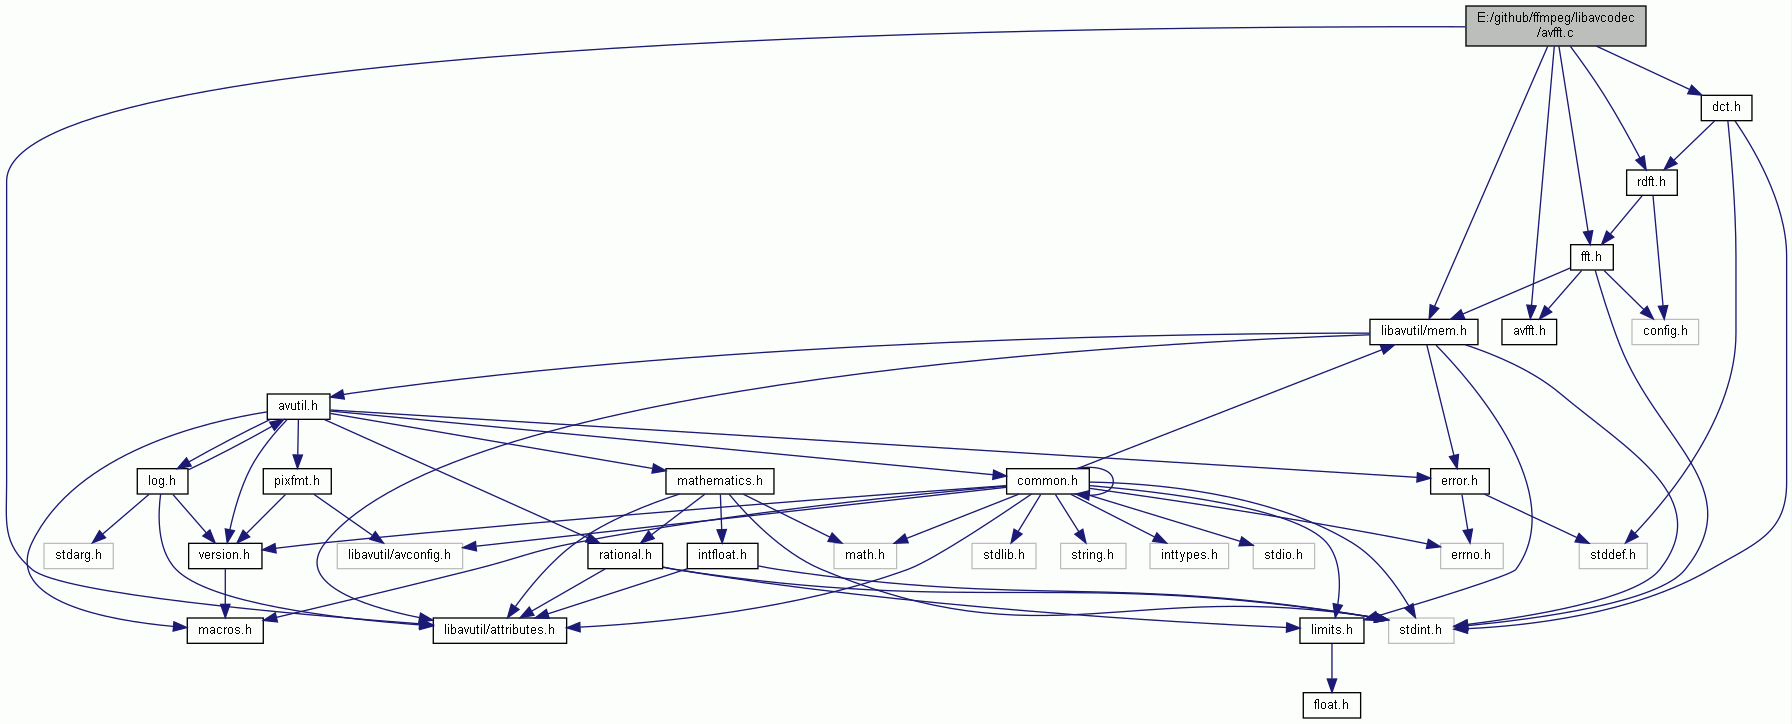 E:/github/ffmpeg/libavcodec
/avfft.c
dct.h
rdft.h
fft.h
libavutil/mem.h
avfft.h
config.h
avutil.h
log.h
pixfmt.h
mathematics.h
common.h
error.h
stdarg.h
version.h
libavutil/avconfig.h
rational.h
intfloat.h
math.h
stdlib.h
string.h
inttypes.h
stdio.h
errno.h
stddef.h
macros.h
libavutil/attributes.h
limits.h
stdint.h
float.h